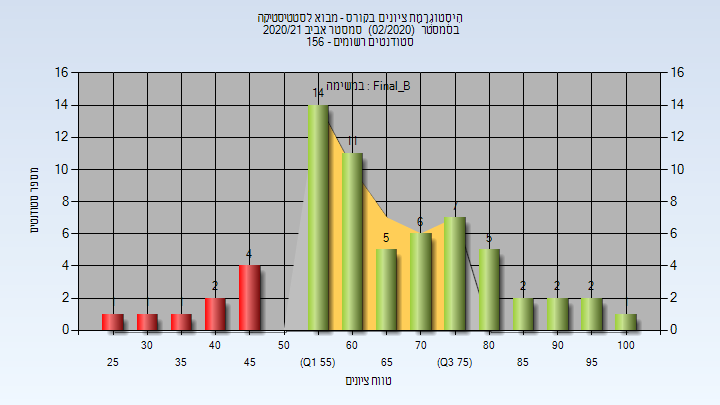 היסטוגרמת ציונים בקורס - מבוא לסטטיסטיקה
בסמסטר (02/2020) סמסטר אביב 2020/21
סטודנטים רשומים - 156
במשימה : Final_B
מספר סטודנטים
16 16
14 14
12 12
10 10
8 8
6 6
4 4
2 2
0 0
2 4 14 11 5 6 7 5 2 2 2
30 40 50 60 70 80 90 100
25 35 45 (Q1 55) 65 (Q3 75) 85 95
טווח ציונים